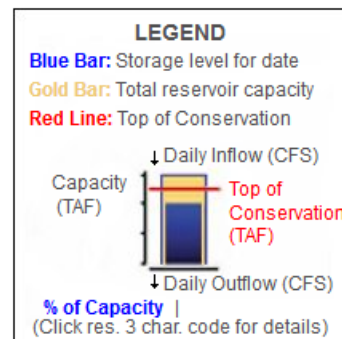 LEGEND
Blue Bar: Storage level for date
Gold Bar: Total reservoir capacity
Red Line: Top of Conservation
↓ Daily Inflow (CFS)
Capacity
(TAF)
Top of
Conservation
(TAF)
↓ Daily Outflow (CFS)
% of Capacity |
(Click res. 3 char. code for details)